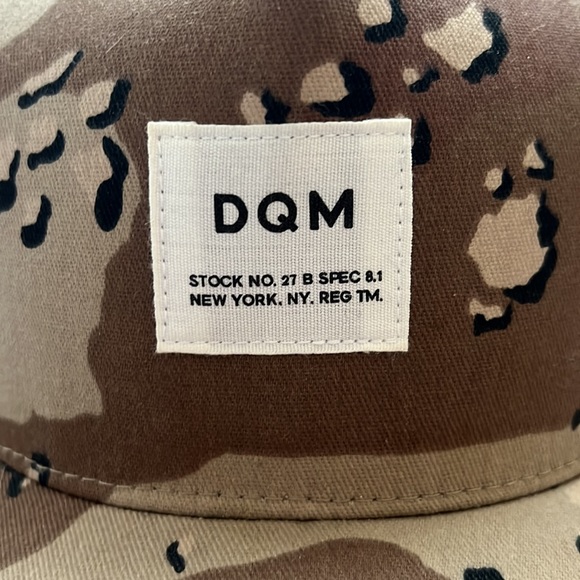 DQM
STOCK NO. 27 B SPEC 8.1
NEW YORK. NY. REG TM.